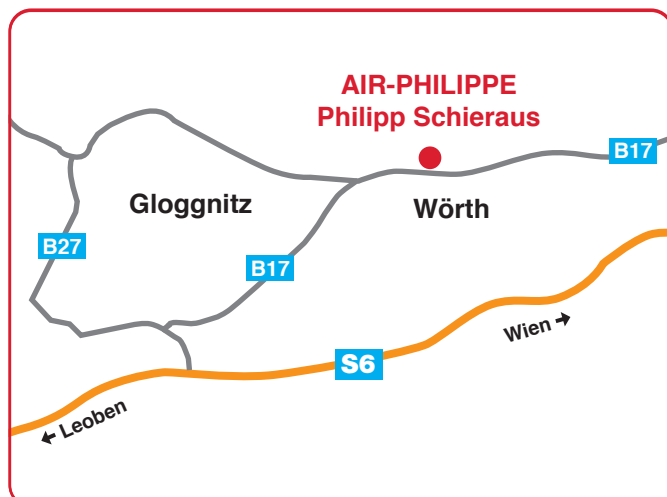 AIR-PHILIPPE
Philipp Schieraus
B17
Gloggnitz
Wörth
B27
B17
Wien
S6
Leoben